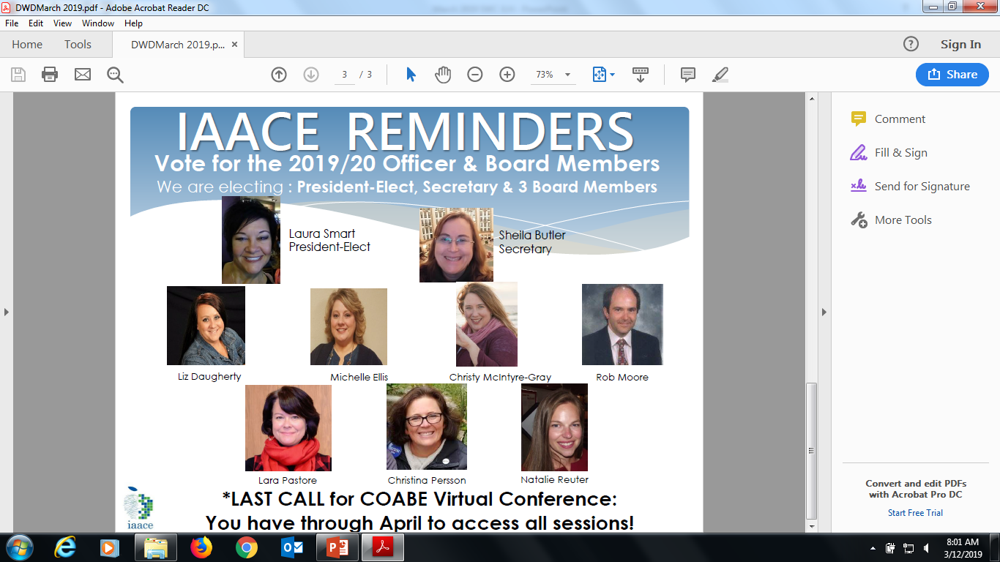 DWDMarch 2019.pdf - Adobe Acrobat Reader DC
File Edit View Window Help
Home Tools DWDMarch 2019.p... × ? Sign In
3 / 3 73% Share
IAACE REMINDERS
Vote for the 2019/20 Officer & Board Members
We are electing : President-Elect, Secretary & 3 Board Members
Laura Smart
President-Elect
Sheila Butler
Secretary
Liz Daugherty Michelle Ellis Christy McIntyre-Gray Rob Moore
Lara Pastore Christina Persson Natalie Reuter
*LAST CALL for COABE Virtual Conference:
You have through April to access all sessions!
iaace
Comment
Fill & Sign
Send for Signature
More Tools
Convert and edit PDFs
with Acrobat Pro DC
Start Free Trial
8:01 AM
3/12/2019